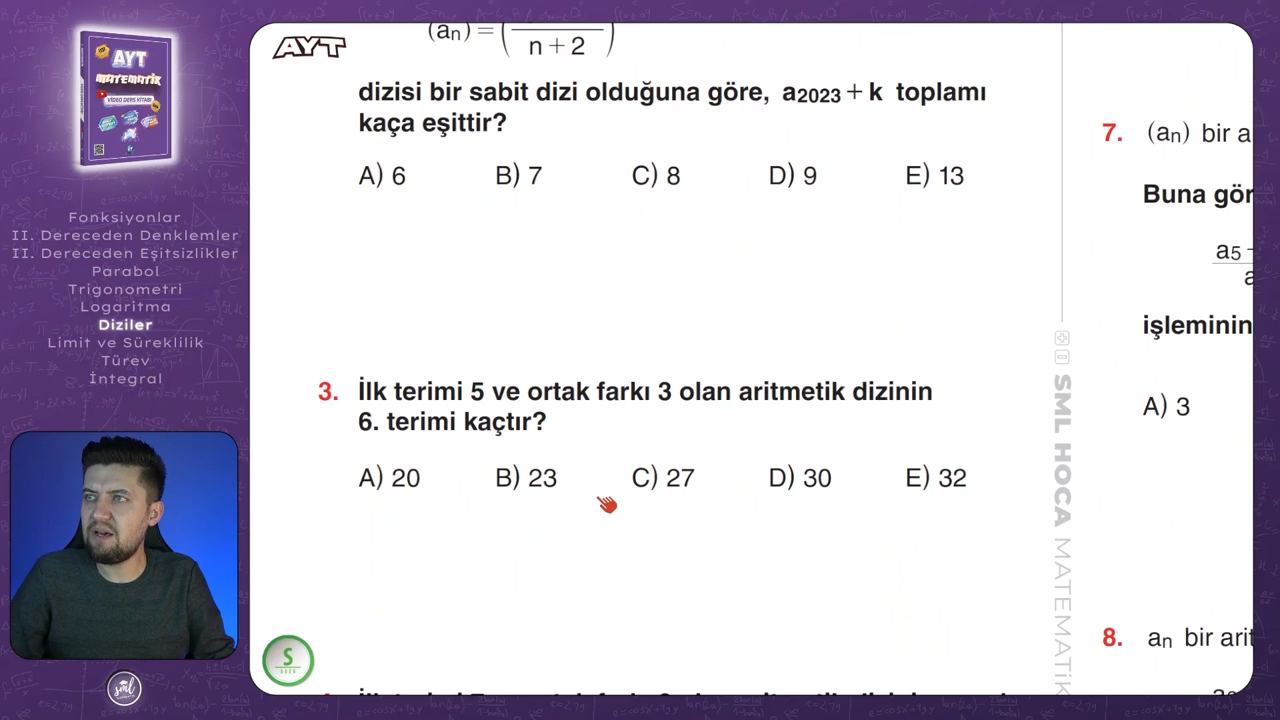 AYT
MATEMATİK
VİDEO DERS KİTABI
Fonksiyonlar
II. Dereceden Denklemler
II. Dereceden Eşitsizlikler
Parabol
Trigonometri
Logaritma
Diziler
Limit ve Süreklilik
Türev
İntegral
sml
AYT
(an) = ( n + 2 )
dizisi bir sabit dizi olduğuna göre, a2023 + k toplamı
kaça eşittir?
A) 6 B) 7 C) 8 D) 9 E) 13
3. İlk terimi 5 ve ortak farkı 3 olan aritmetik dizinin
6. terimi kaçtır?
A) 20 B) 23 C) 27 D) 30 E) 32
S
SIZE
SML HOCA MATEMATİK
7. (an) bir a
Buna gör
a5
işleminin
A) 3
8. an bir arit